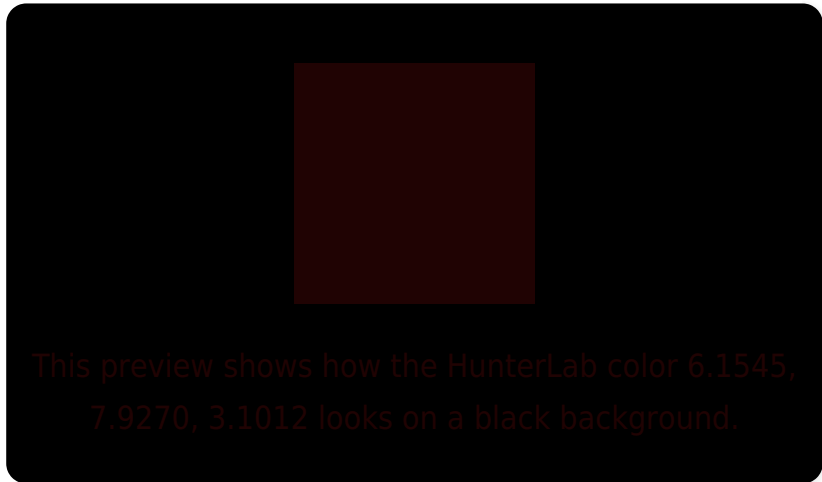 This preview shows how the HunterLab color 6.1545,
7.9270, 3.1012 looks on a black background.